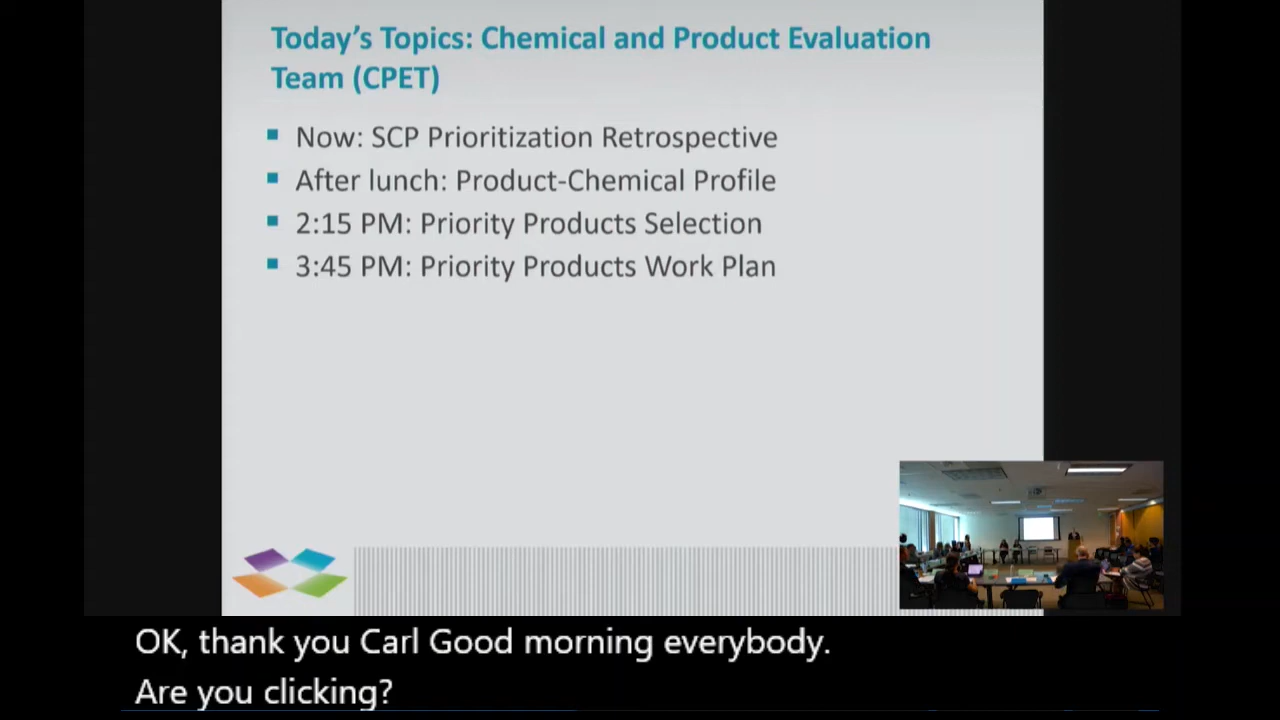 Today's Topics: Chemical and Product Evaluation
Team (CPET)
Now: SCP Prioritization Retrospective
After lunch: Product-Chemical Profile
2:15 PM: Priority Products Selection
3:45 PM: Priority Products Work Plan
OK, thank you Carl Good morning everybody.
Are you clicking?